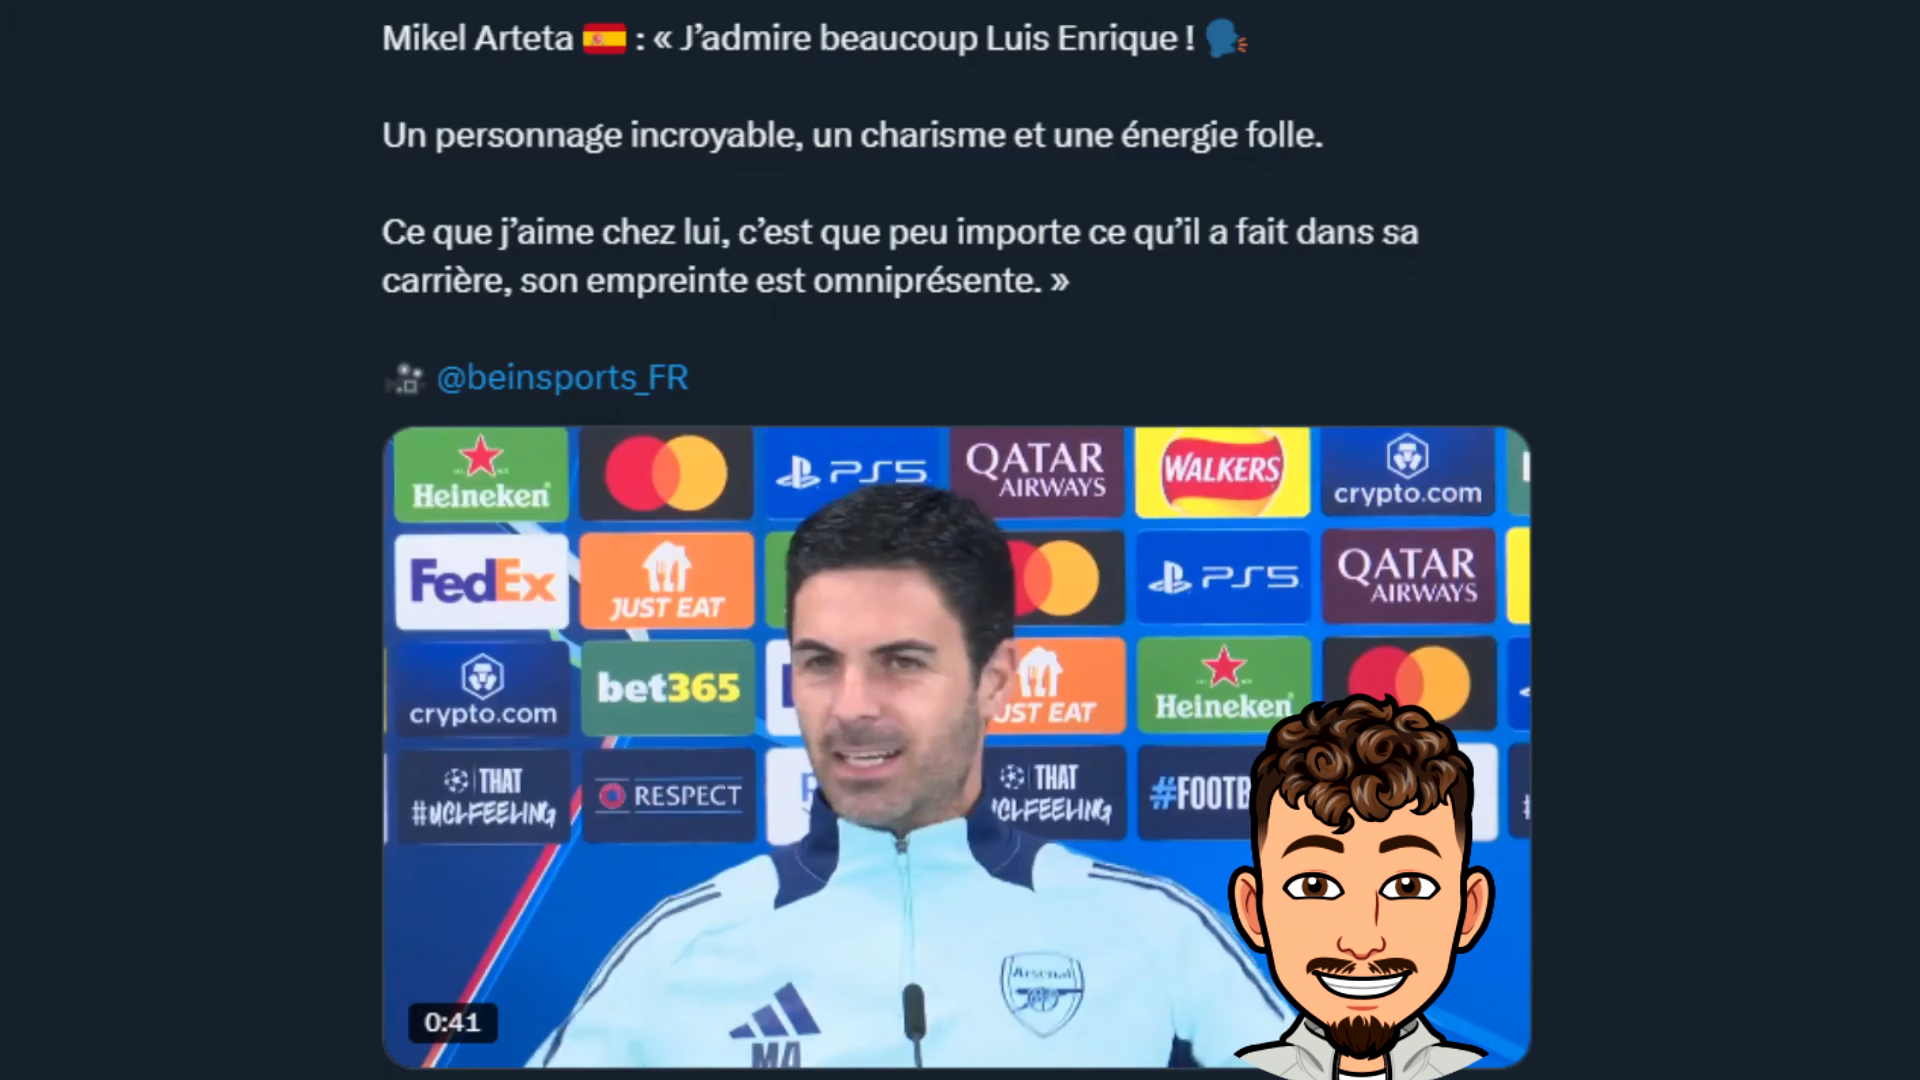 Mikel Arteta 🇪🇸 : « J’admire beaucoup Luis Enrique ! 🗣️
Un personnage incroyable, un charisme et une énergie folle.
Ce que j’aime chez lui, c’est que peu importe ce qu’il a fait dans sa
carrière, son empreinte est omniprésente. »
🎥 @beinsports_FR
Heineken
PS5
QATAR
AIRWAYS
WALKERS
crypto.com
FedEx
JUST EAT
PS5
QATAR
AIRWAYS
crypto.com
bet365
UST EAT
Heineken
THAT
#UCLFEELING
RESPECT
THAT
UCLFEELING
#FOOTB
Arsenal
0:41
MA